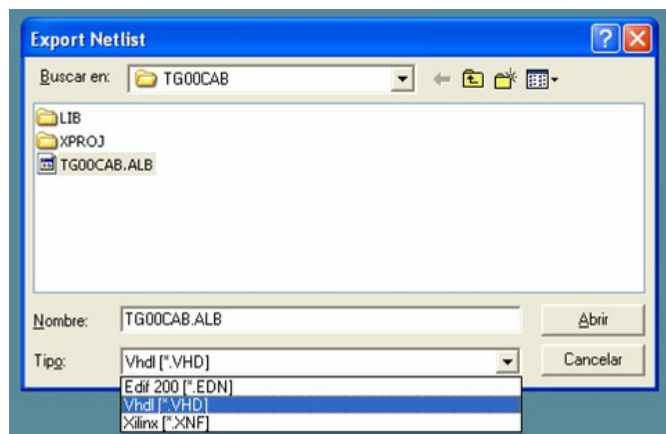 Export Netlist
Buscar en: TG00CAB
LIB
XPROJ
TG00CAB.ALB
Nombre: TG00CAB.ALB Abrir
Tipo: Vhdl [*.VHD] Cancelar
Edif 200 [*.EDN]
Vhdl [*.VHD]
Xilinx [*.XNF]